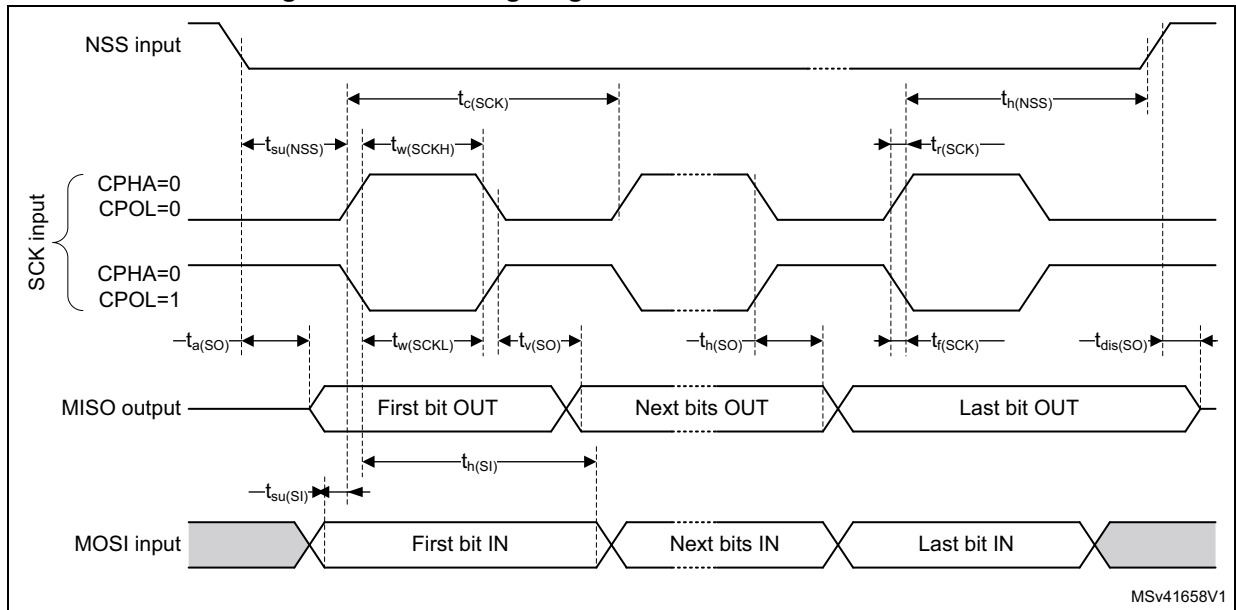 NSS input
tc(SCK)
th(NSS)
tsu(NSS)
tw(SCKH)
tr(SCK)
CPHA=0
CPOL=0
SCK input
CPHA=0
CPOL=1
ta(SO)
tw(SCKL)
tv(SO)
th(SO)
tf(SCK)
tdis(SO)
MISO output
First bit OUT
Next bits OUT
Last bit OUT
th(SI)
tsu(SI)
MOSI input
First bit IN
Next bits IN
Last bit IN
MSv41658V1